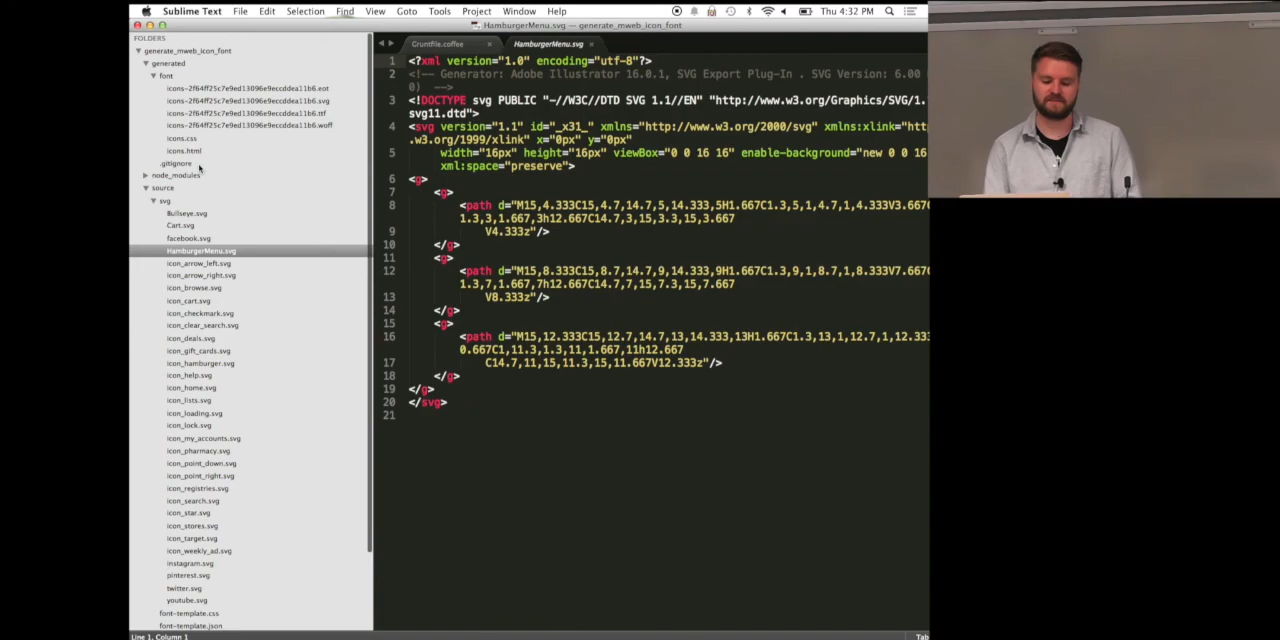 Sublime Text File Edit Selection Find View Goto Tools Project Window Help Thu 4:32 PM
HamburgerMenu.svg — generate_mweb_icon_font
FOLDERS
generate_mweb_icon_font
generated
font
icons-2f64ff25c7e9ed13096e9eccddea11b6.eot
icons-2f64ff25c7e9ed13096e9eccddea11b6.svg
icons-2f64ff25c7e9ed13096e9eccddea11b6.ttf
icons-2f64ff25c7e9ed13096e9eccddea11b6.woff
icons.css
icons.html
.gitignore
node_modules
source
svg
Bullseye.svg
Cart.svg
facebook.svg
HamburgerMenu.svg
icon_arrow_left.svg
icon_arrow_right.svg
icon_browse.svg
icon_cart.svg
icon_checkmark.svg
icon_clear_search.svg
icon_deals.svg
icon_gift_cards.svg
icon_hamburger.svg
icon_help.svg
icon_home.svg
icon_lists.svg
icon_loading.svg
icon_lock.svg
icon_my_accounts.svg
icon_pharmacy.svg
icon_point_down.svg
icon_point_right.svg
icon_registries.svg
icon_search.svg
icon_star.svg
icon_stores.svg
icon_target.svg
icon_weekly_ad.svg
instagram.svg
pinterest.svg
twitter.svg
youtube.svg
font-template.css
font-template.json
Gruntfile.coffee × HamburgerMenu.svg ×
1 <?xml version="1.0" encoding="utf-8"?>
2 <!-- Generator: Adobe Illustrator 16.0.1, SVG Export Plug-In . SVG Version: 6.00
0) -->
3 <!DOCTYPE svg PUBLIC "-//W3C//DTD SVG 1.1//EN" "http://www.w3.org/Graphics/SVG/1.
svg11.dtd">
4 <svg version="1.1" id="_x31_" xmlns="http://www.w3.org/2000/svg" xmlns:xlink="http
.w3.org/1999/xlink" x="0px" y="0px"
5 width="16px" height="16px" viewBox="0 0 16 16" enable-background="new 0 0 16
xml:space="preserve">
6 <g>
7 <g>
8 <path d="M15,4.333C15,4.7,14.7,5,14.333,5H1.667C1.3,5,1,4.7,1,4.333V3.667
1.3,3,1.667,3h12.667C14.7,3,15,3.3,15,3.667
9 V4.333z"/>
10 </g>
11 <g>
12 <path d="M15,8.333C15,8.7,14.7,9,14.333,9H1.667C1.3,9,1,8.7,1,8.333V7.667
1.3,7,1.667,7h12.667C14.7,7,15,7.3,15,7.667
13 V8.333z"/>
14 </g>
15 <g>
16 <path d="M15,12.333C15,12.7,14.7,13,14.333,13H1.667C1.3,13,1,12.7,1,12.333
0.667C1,11.3,1.3,11,1.667,11h12.667
17 C14.7,11,15,11.3,15,11.667V12.333z"/>
18 </g>
19 </g>
20 </svg>
21
Line 1, Column 1 Tab